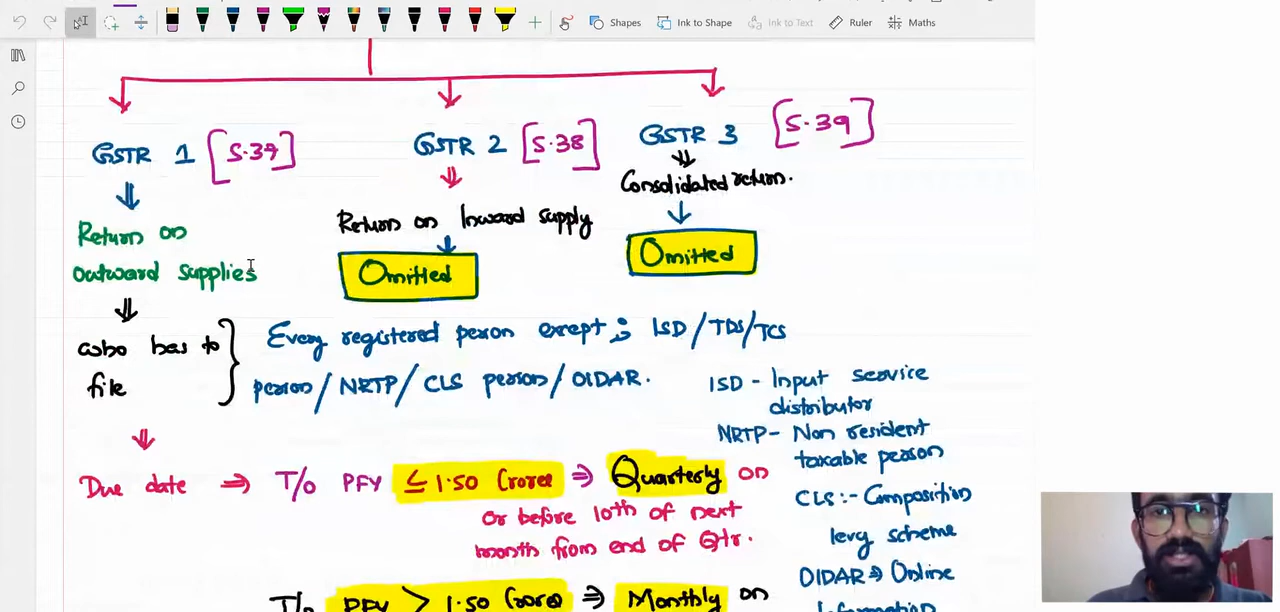 Shapes
Ink to Shape
Ink to Text
Ruler
Maths
GSTR 1 [S.37]
GSTR 2 [S.38]
GSTR 3 [S.39]
Return on
outward supplies
Return on Inward supply
Omitted
Consolidated return.
Omitted
who has to
file
Every registered person except : ISD/TDS/TCS
person/NRTP/CLS person/OIDAR.
ISD - Input service
distributor
NRTP - Non resident
taxable person
CLS :- Composition
levy scheme
OIDAR ⇒ Online
Information
Due date ⇒ T/O PFY ≤ 1.50 Crore ⇒ Quarterly on
or before 10th of next
month from end of Qtr.
T/o PFY > 1.50 Crore ⇒ Monthly on